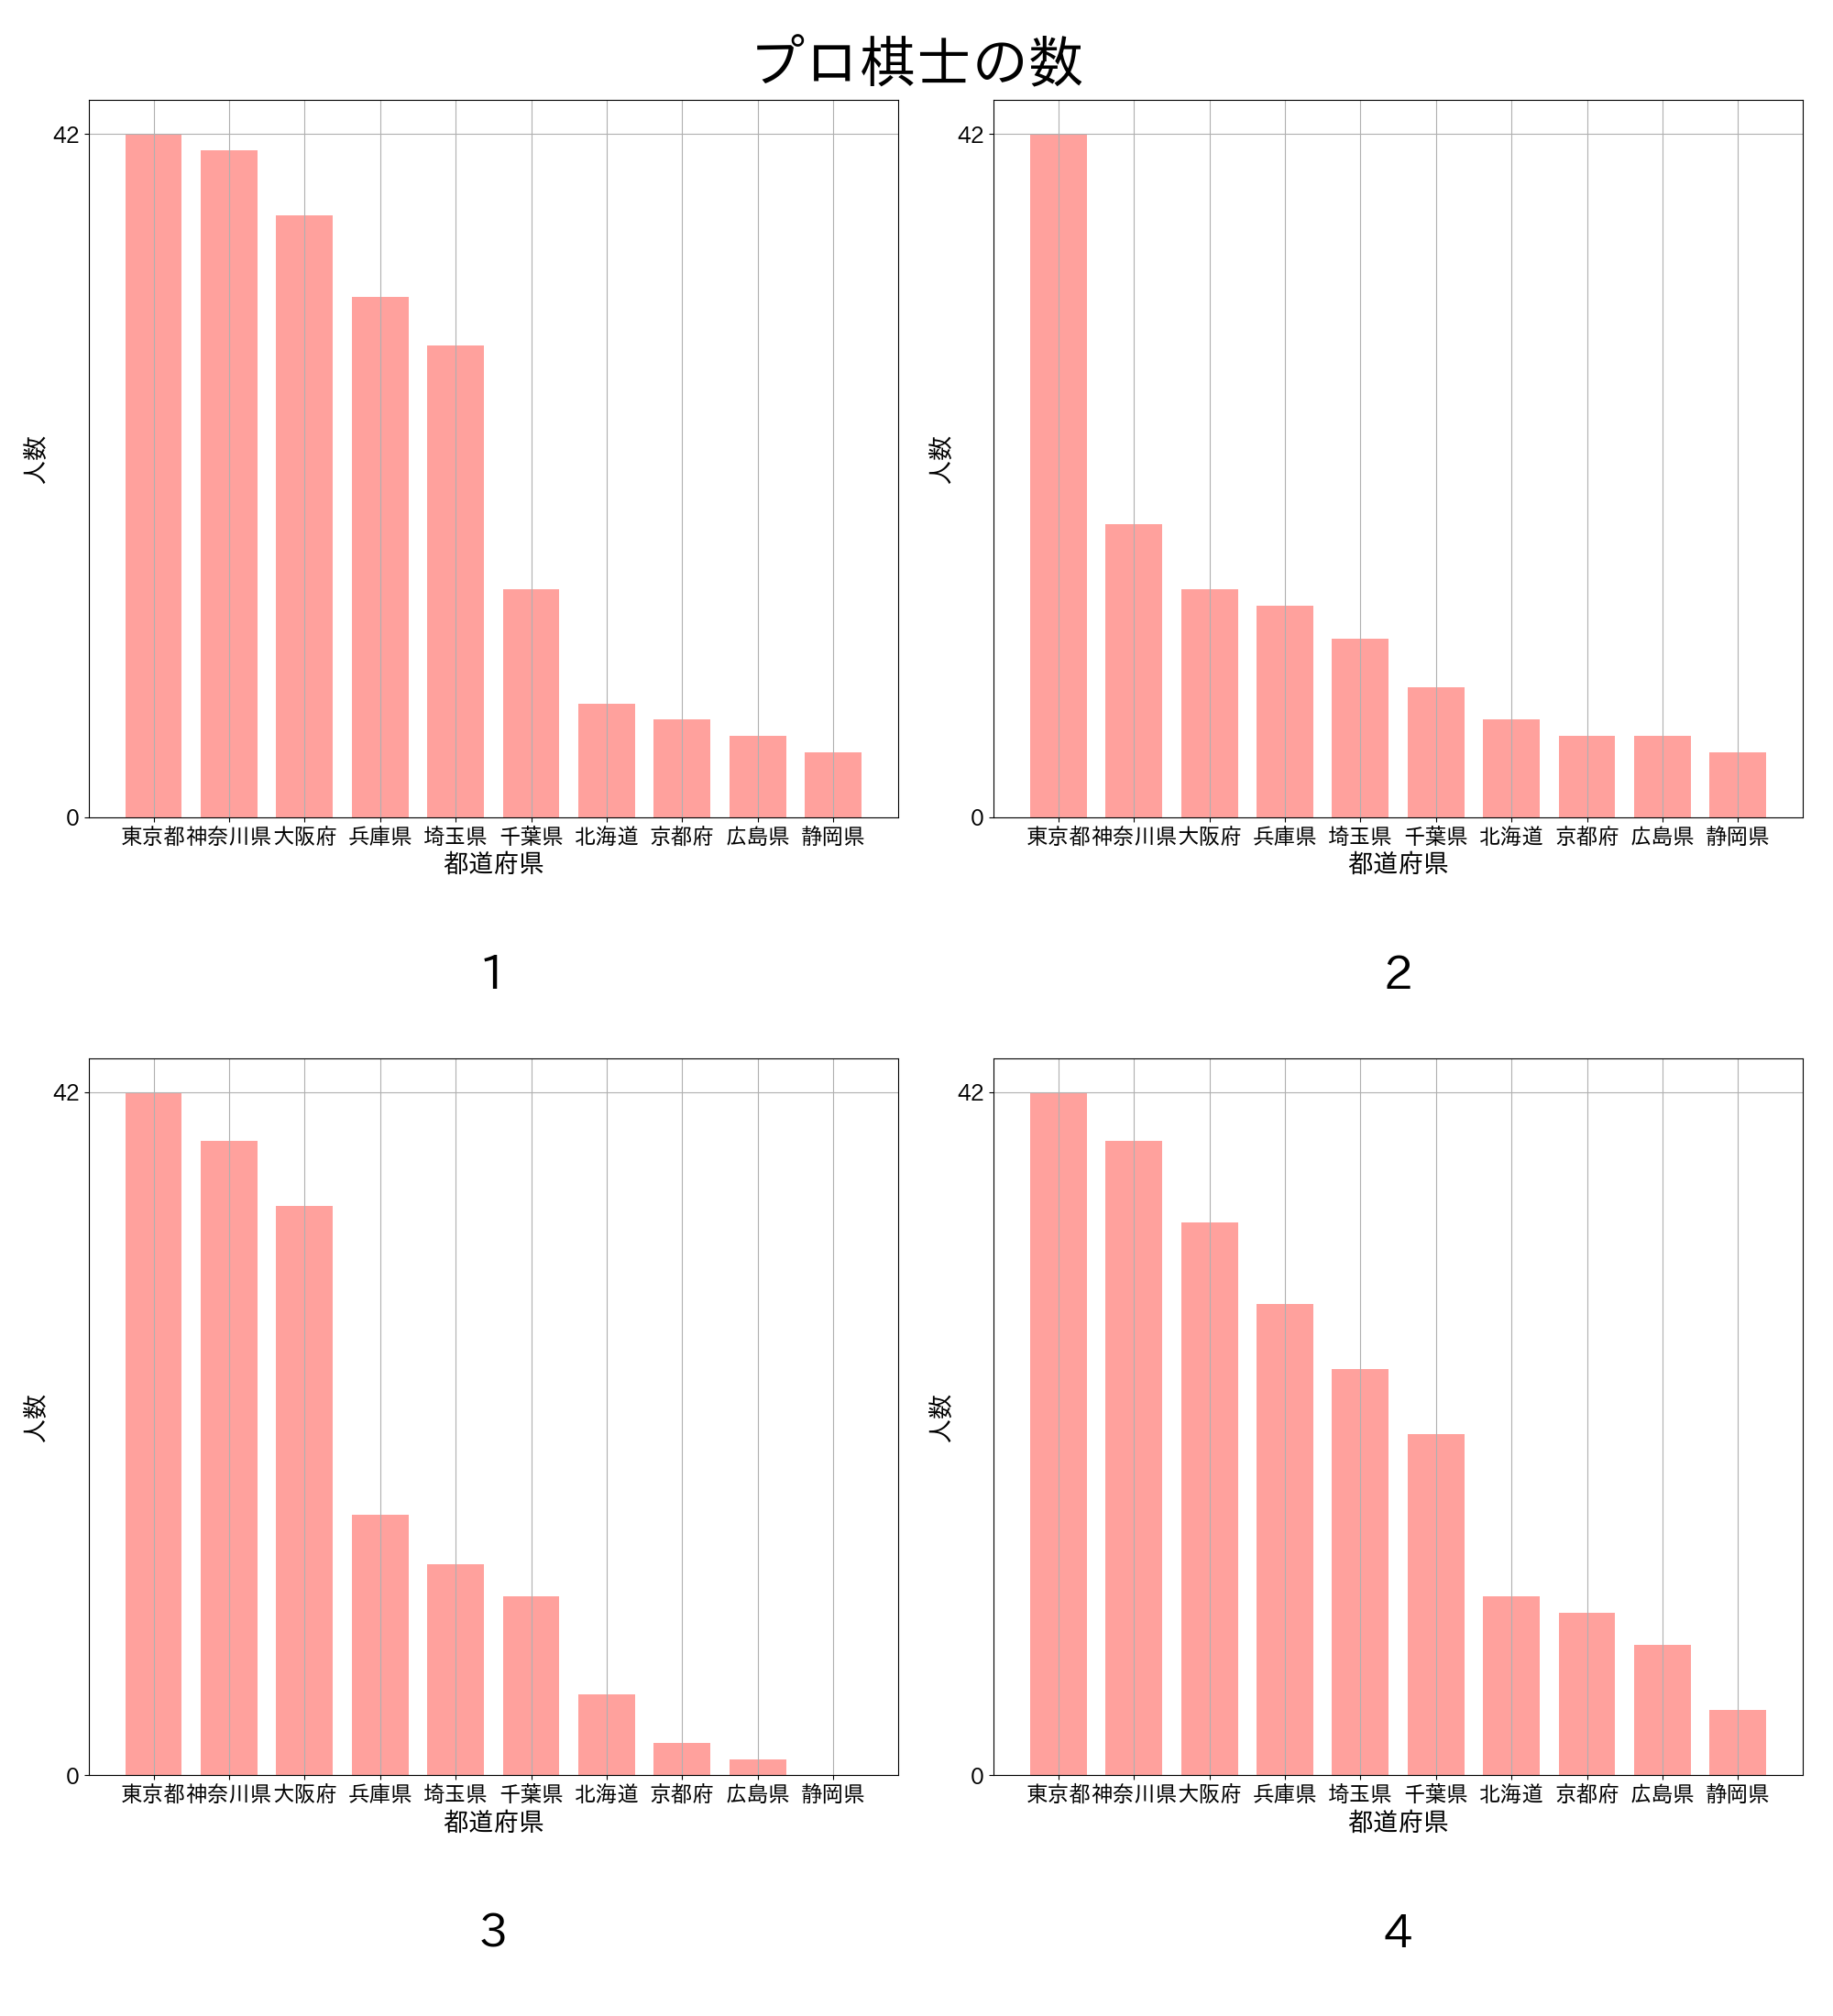 プロ棋士の数
42
0
人数
東京都 神奈川県 大阪府 兵庫県 埼玉県 千葉県 北海道 京都府 広島県 静岡県
都道府県
1
42
0
人数
東京都 神奈川県 大阪府 兵庫県 埼玉県 千葉県 北海道 京都府 広島県 静岡県
都道府県
2
42
0
人数
東京都 神奈川県 大阪府 兵庫県 埼玉県 千葉県 北海道 京都府 広島県 静岡県
都道府県
3
42
0
人数
東京都 神奈川県 大阪府 兵庫県 埼玉県 千葉県 北海道 京都府 広島県 静岡県
都道府県
4